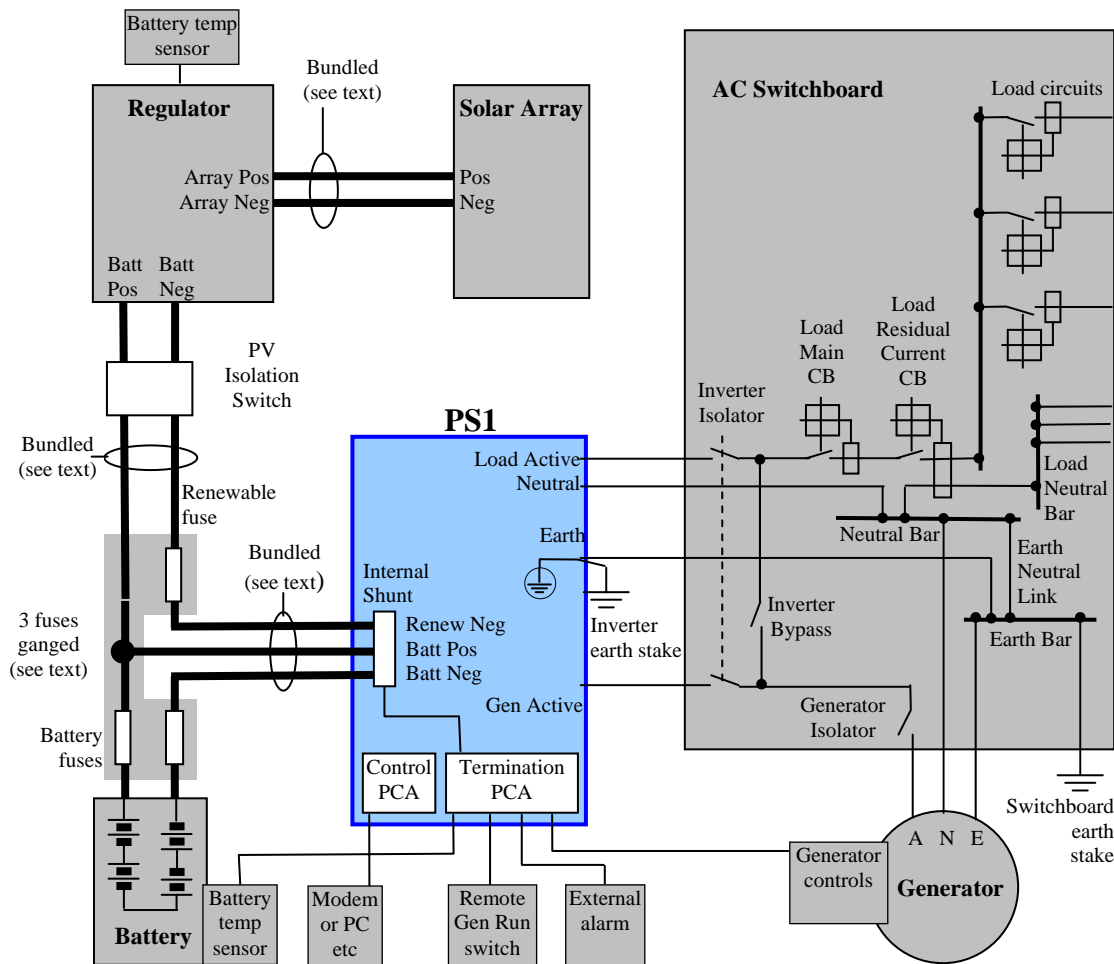 Battery temp
sensor
Regulator
Array Pos
Array Neg
Batt
Pos
Batt
Neg
Bundled
(see text)
Solar Array
Pos
Neg
PV
Isolation
Switch
Bundled
(see text)
Renewable
fuse
3 fuses
ganged
(see text)
Battery
fuses
Battery
Bundled
(see text)
PS1
Load Active
Neutral
Earth
Internal
Shunt
Renew Neg
Batt Pos
Batt Neg
Gen Active
Control
PCA
Termination
PCA
Inverter
earth stake
Battery
temp
sensor
Modem
or PC
etc
Remote
Gen Run
switch
External
alarm
AC Switchboard
Load circuits
Load
Main
CB
Load
Residual
Current
CB
Inverter
Isolator
Load
Neutral
Bar
Neutral Bar
Earth
Neutral
Link
Earth Bar
Inverter
Bypass
Generator
Isolator
Switchboard
earth
stake
A N E
Generator
controls
Generator